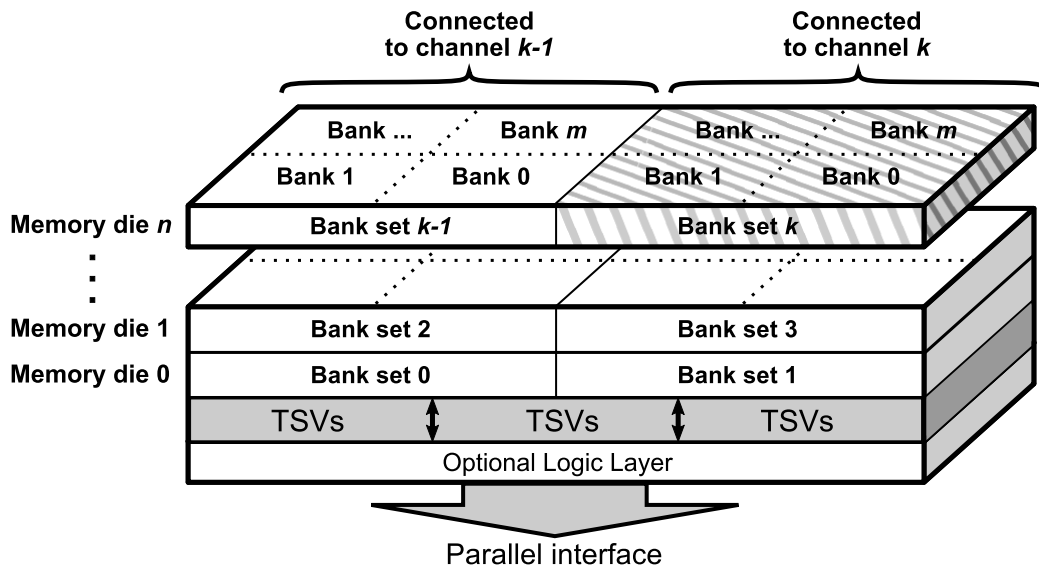 Connected
to channel k-1
Connected
to channel k
Bank ...
Bank m
Bank ...
Bank m
Bank 1
Bank 0
Bank 1
Bank 0
Memory die n
Bank set k-1
Bank set k
Memory die 1
Bank set 2
Bank set 3
Memory die 0
Bank set 0
Bank set 1
TSVs
TSVs
TSVs
Optional Logic Layer
Parallel interface